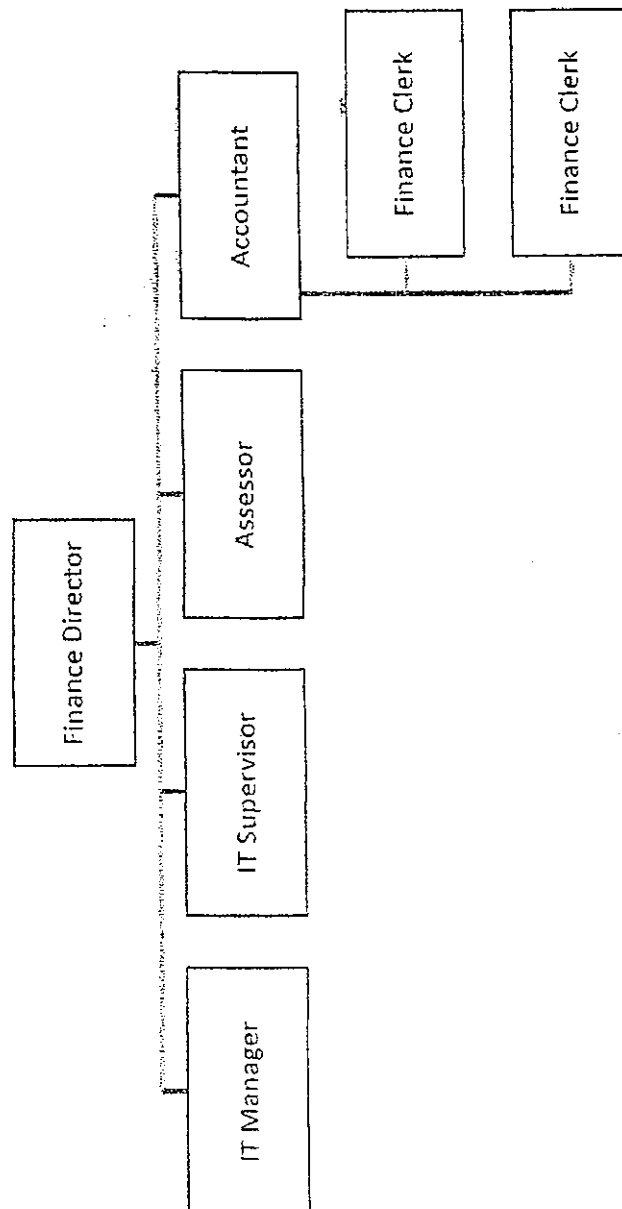 Finance Director
IT Manager
IT Supervisor
Assessor
Accountant
Finance Clerk
Finance Clerk